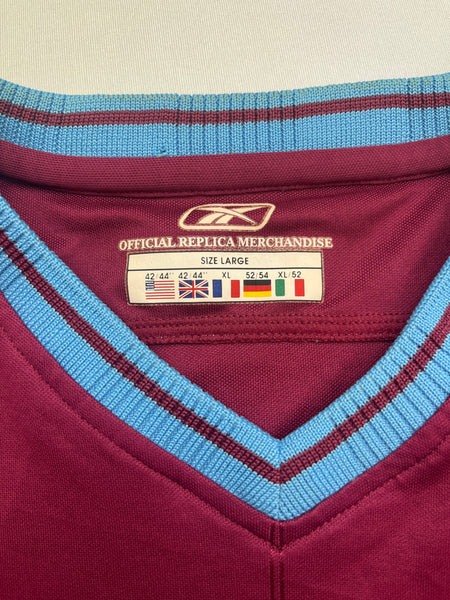 OFFICIAL REPLICA MERCHANDISE
SIZE LARGE
42/44" 42/44" XL 52/54 XL/52